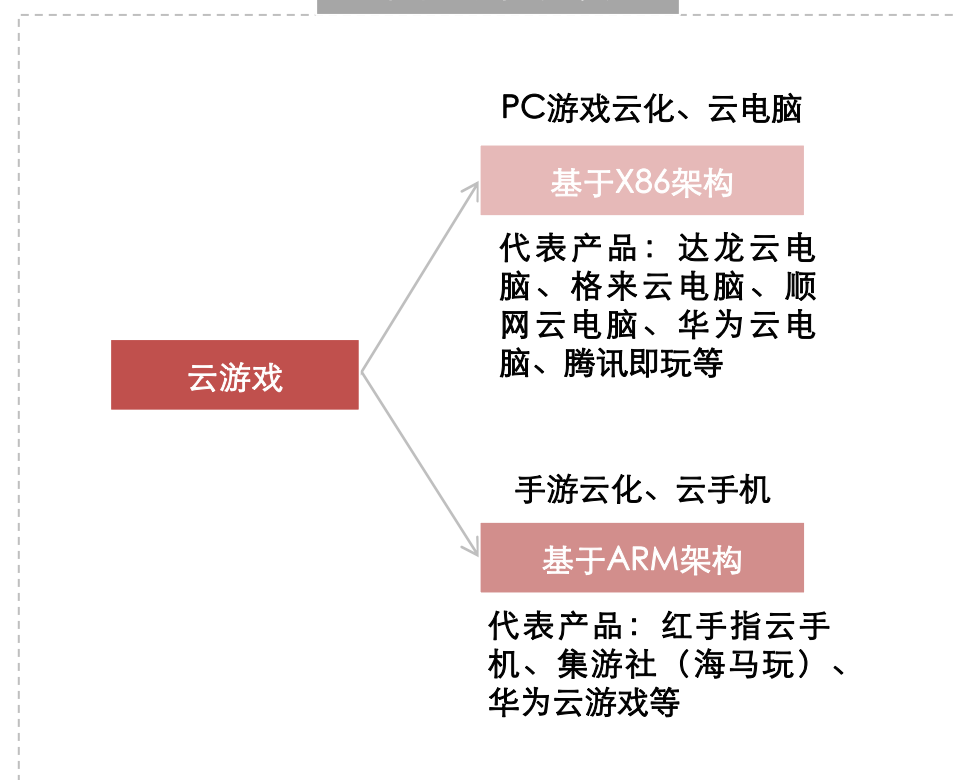 PC游戏云化、云电脑
基于X86架构
代表产品：达龙云电
脑、格来云电脑、顺
网云电脑、华为云电
脑、腾讯即玩等
云游戏
手游云化、云手机
基于ARM架构
代表产品：红手指云手
机、集游社（海马玩）、
华为云游戏等